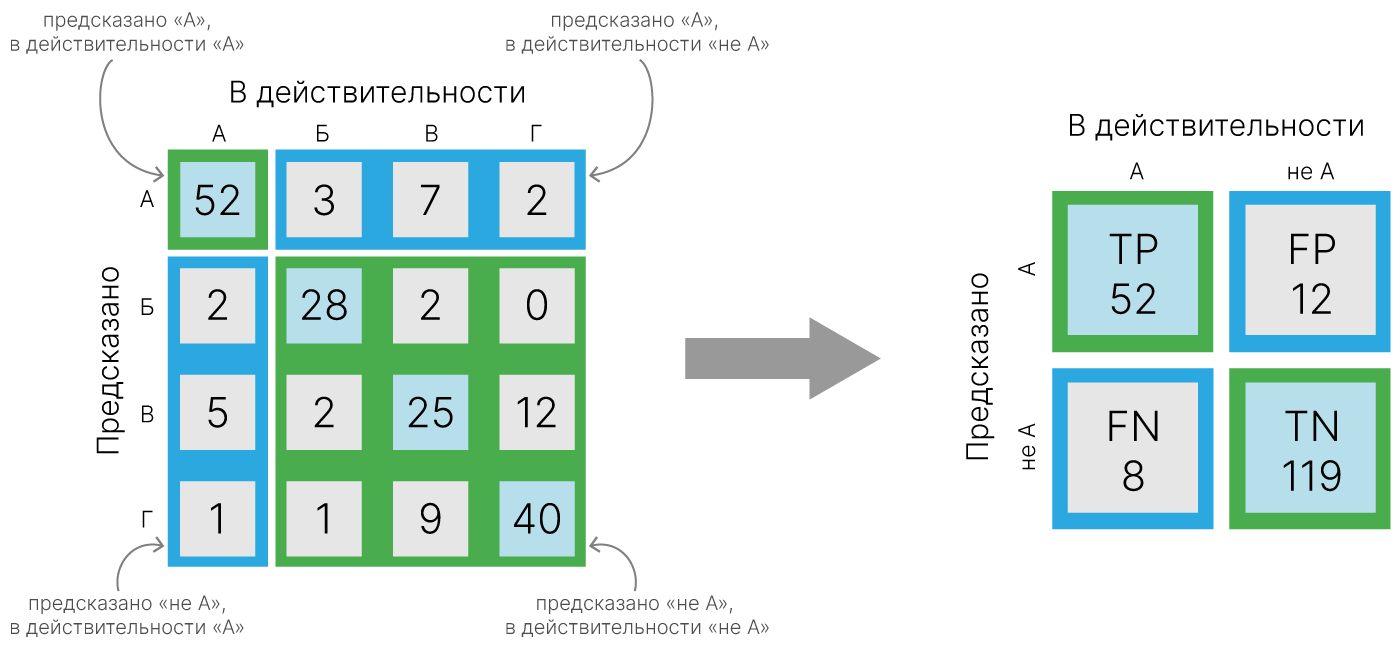 предсказано «А»,
в действительности «А»
предсказано «А»,
в действительности «не А»
В действительности
А Б В Г
Предсказано
А 52 3 7 2
Б 2 28 2 0
В 5 2 25 12
Г 1 1 9 40
предсказано «не А»,
в действительности «А»
предсказано «не А»,
в действительности «не А»
В действительности
А не А
Предсказано
А
TP FP
52 12
не А
FN TN
8 119